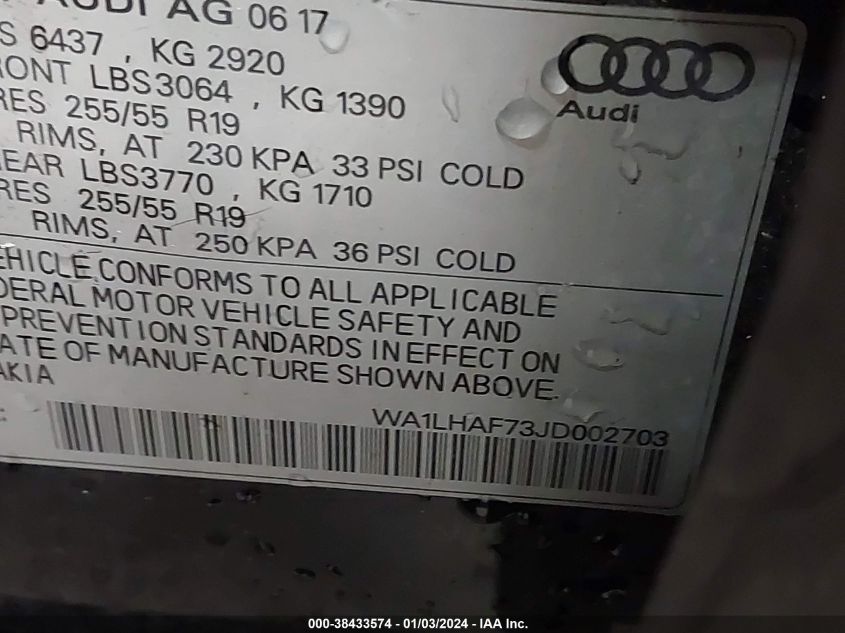 AUDI AG 06 17
S 6437 , KG 2920
RONT LBS3064 , KG 1390
RES 255/55 R19
RIMS, AT 230 KPA 33 PSI COLD
EAR LBS3770 , KG 1710
RES 255/55 R19
RIMS, AT 250 KPA 36 PSI COLD
EHICLE CONFORMS TO ALL APPLICABLE
DERAL MOTOR VEHICLE SAFETY AND
PREVENTION STANDARDS IN EFFECT ON
ATE OF MANUFACTURE SHOWN ABOVE.
AKIA
WA1LHAF73JD002703
Audi
000-38433574 - 01/03/2024 - IAA Inc.